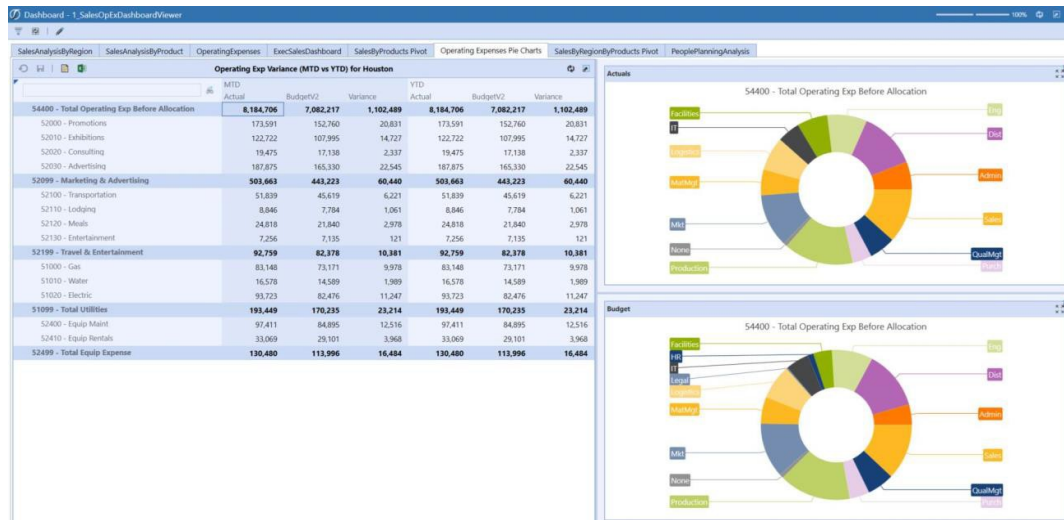 Dashboard - 1_SalesOpExDashboardViewer
100%
SalesAnalysisByRegion SalesAnalysisByProduct OperatingExpenses ExecSalesDashboard SalesByProducts Pivot Operating Expenses Pie Charts SalesByRegionByProducts Pivot PeoplePlanningAnalysis
Operating Exp Variance (MTD vs YTD) for Houston
MTD YTD
Actual BudgetV2 Variance Actual BudgetV2 Variance
54400 - Total Operating Exp Before Allocation 8,184,706 7,082,217 1,102,489 8,184,706 7,082,217 1,102,489
52000 - Promotions 173,591 152,760 20,831 173,591 152,760 20,831
52010 - Exhibitions 122,722 107,995 14,727 122,722 107,995 14,727
52020 - Consulting 19,475 17,138 2,337 19,475 17,138 2,337
52030 - Advertising 187,875 165,330 22,545 187,875 165,330 22,545
52099 - Marketing & Advertising 503,663 443,223 60,440 503,663 443,223 60,440
52100 - Transportation 51,839 45,619 6,221 51,839 45,619 6,221
52110 - Lodging 8,846 7,784 1,061 8,846 7,784 1,061
52120 - Meals 24,818 21,840 2,978 24,818 21,840 2,978
52130 - Entertainment 7,256 7,135 121 7,256 7,135 121
52199 - Travel & Entertainment 92,759 82,378 10,381 92,759 82,378 10,381
51000 - Gas 83,148 73,171 9,978 83,148 73,171 9,978
51010 - Water 16,578 14,589 1,989 16,578 14,589 1,989
51020 - Electric 93,723 82,476 11,247 93,723 82,476 11,247
51099 - Total Utilities 193,449 170,235 23,214 193,449 170,235 23,214
52400 - Equip Maint 97,411 84,895 12,516 97,411 84,895 12,516
52410 - Equip Rentals 33,069 29,101 3,968 33,069 29,101 3,968
52499 - Total Equip Expense 130,480 113,996 16,484 130,480 113,996 16,484
Actuals
54400 - Total Operating Exp Before Allocation
Facilities
Eng
IT
Dist
Logistics
Admin
MatMgt
Sales
Mkt
None
QualMgt
Production
Purch
Budget
54400 - Total Operating Exp Before Allocation
Facilities
Eng
HR
IT
Dist
Legal
Logistics
MatMgt
Admin
Mkt
Sales
None
QualMgt
Production
Purch